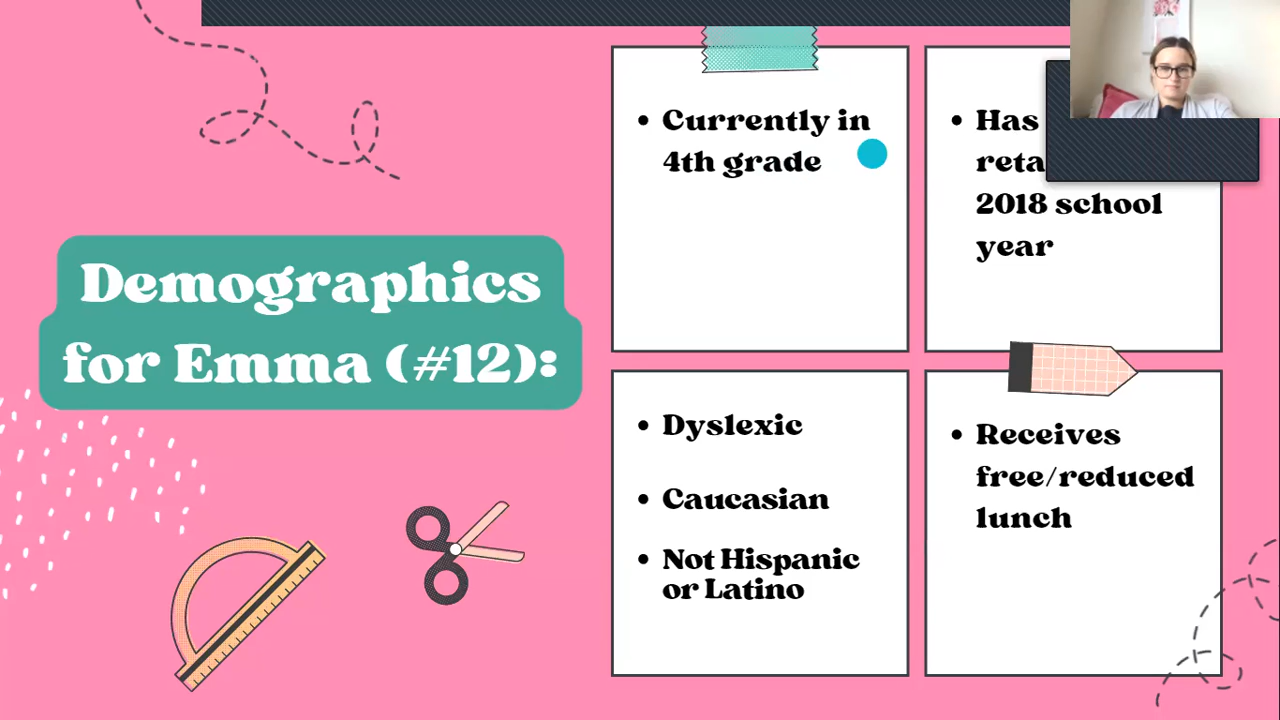 Demographics
for Emma (#12):
• Currently in
4th grade
• Has
2018 school
year
• Dyslexic
• Caucasian
• Not Hispanic
or Latino
• Receives
free/reduced
lunch